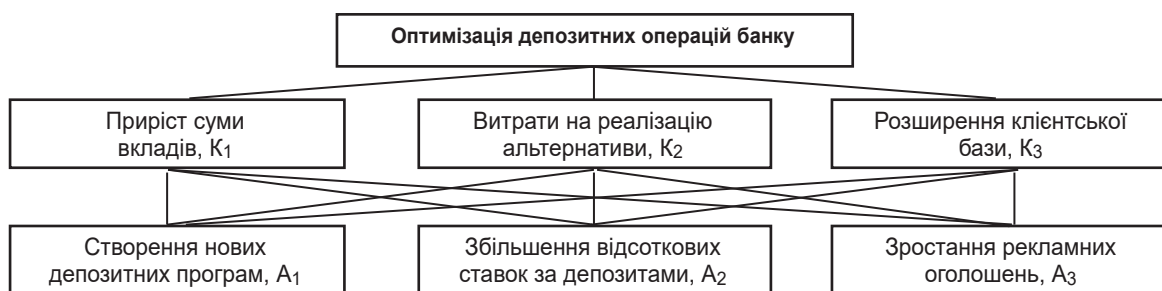 Оптимізація депозитних операцій банку
Приріст суми
вкладів, К₁
Витрати на реалізацію
альтернативи, К₂
Розширення клієнтської
бази, К₃
Створення нових
депозитних програм, А₁
Збільшення відсоткових
ставок за депозитами, А₂
Зростання рекламних
оголошень, А₃